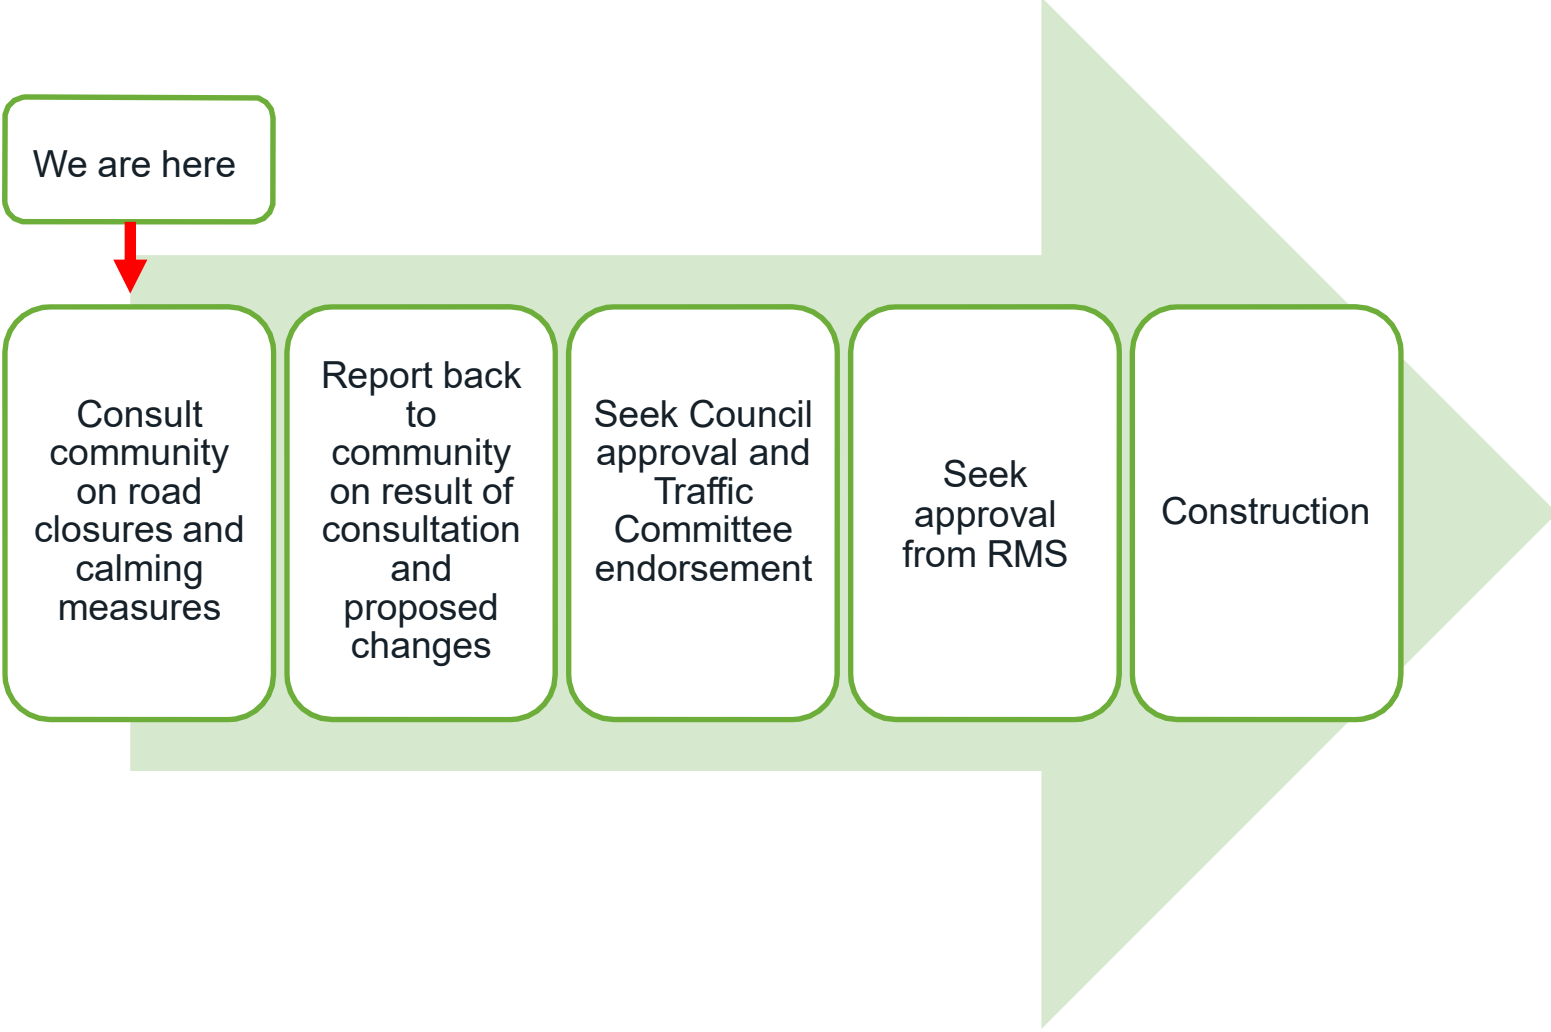 We are here
Consult
community
on road
closures and
calming
measures
Report back
to
community
on result of
consultation
and
proposed
changes
Seek Council
approval and
Traffic
Committee
endorsement
Seek
approval
from RMS
Construction